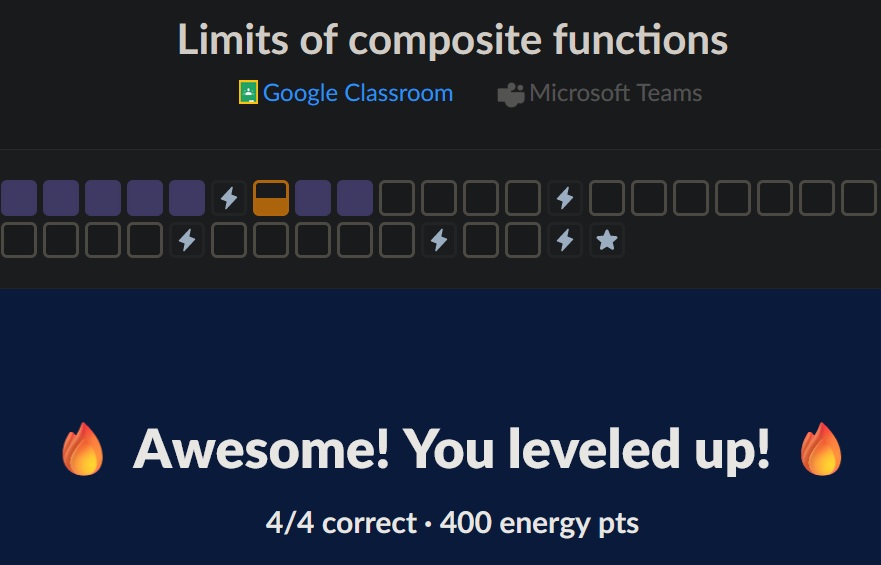 Limits of composite functions
Google Classroom Microsoft Teams
Awesome! You leveled up!
4/4 correct · 400 energy pts